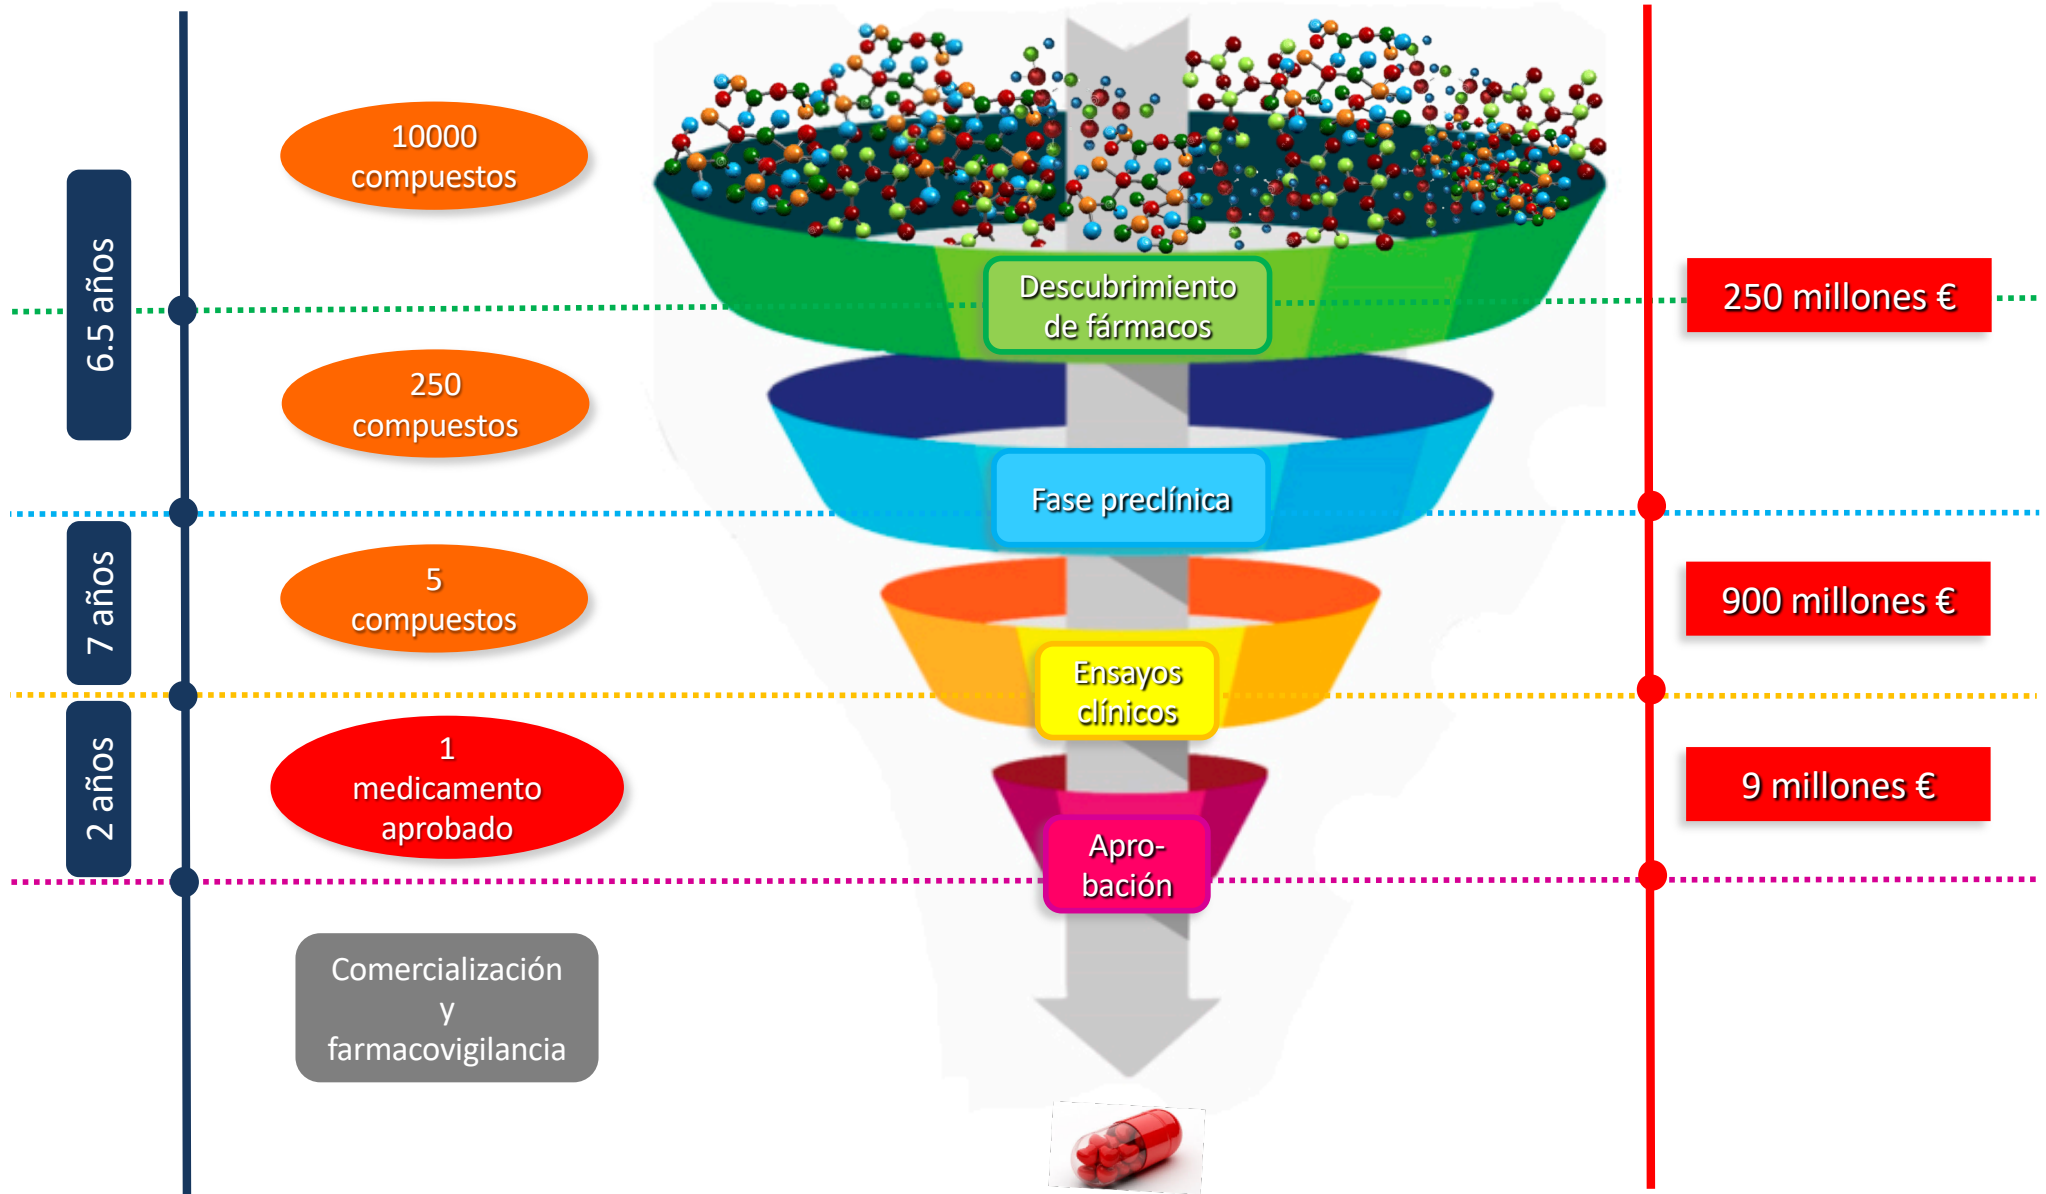 10000
compuestos
6.5 años
Descubrimiento
de fármacos
250 millones €
250
compuestos
Fase preclínica
7 años
5
compuestos
900 millones €
Ensayos
clínicos
2 años
1
medicamento
aprobado
9 millones €
Apro-
bación
Comercialización
y
farmacovigilancia